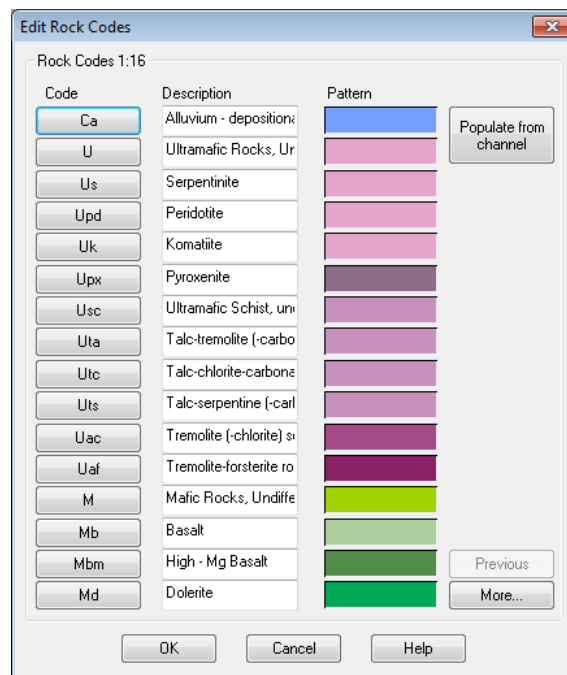 Edit Rock Codes
Rock Codes 1:16
Code Description Pattern
Ca Alluvium - depositiona
Populate from
channel
U Ultramafic Rocks, Ur
Us Serpentinite
Upd Peridotite
Uk Komatiite
Upx Pyroxenite
Usc Ultramafic Schist, un
Uta Talc-tremolite (-carbo
Utc Talc-chlorite-carbona
Uts Talc-serpentine (-carl
Uac Tremolite (-chlorite) s
Uaf Tremolite-forsterite ro
M Mafic Rocks, Undiffe
Mb Basalt
Mbm High - Mg Basalt Previous
Md Dolerite More...
OK Cancel Help